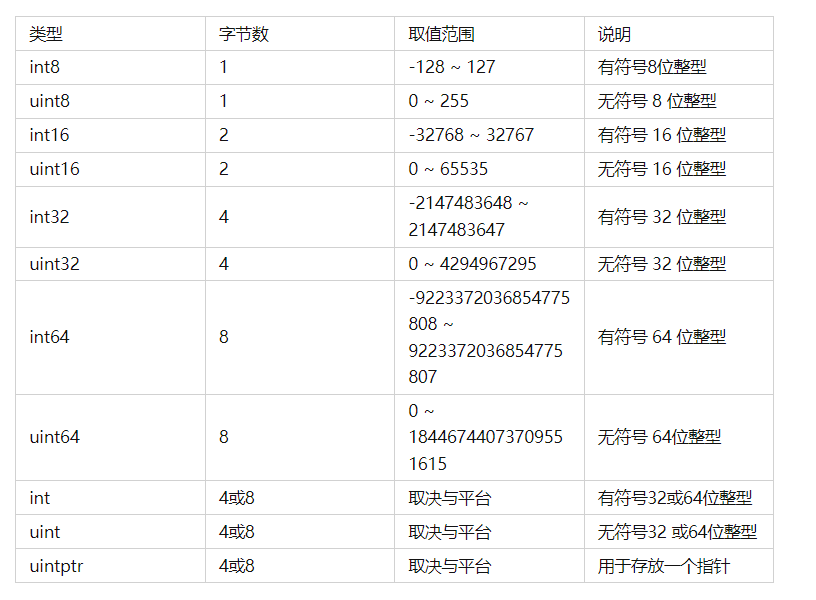 类型 字节数 取值范围 说明
int8 1 -128 ~ 127 有符号8位整型
uint8 1 0 ~ 255 无符号 8 位整型
int16 2 -32768 ~ 32767 有符号 16 位整型
uint16 2 0 ~ 65535 无符号 16 位整型
int32 4 -2147483648 ~
2147483647 有符号 32 位整型
uint32 4 0 ~ 4294967295 无符号 32 位整型
int64 8 -9223372036854775
808 ~
9223372036854775
807 有符号 64 位整型
uint64 8 0 ~
1844674407370955
1615 无符号 64位整型
int 4或8 取决与平台 有符号32或64位整型
uint 4或8 取决与平台 无符号32 或64位整型
uintptr 4或8 取决与平台 用于存放一个指针